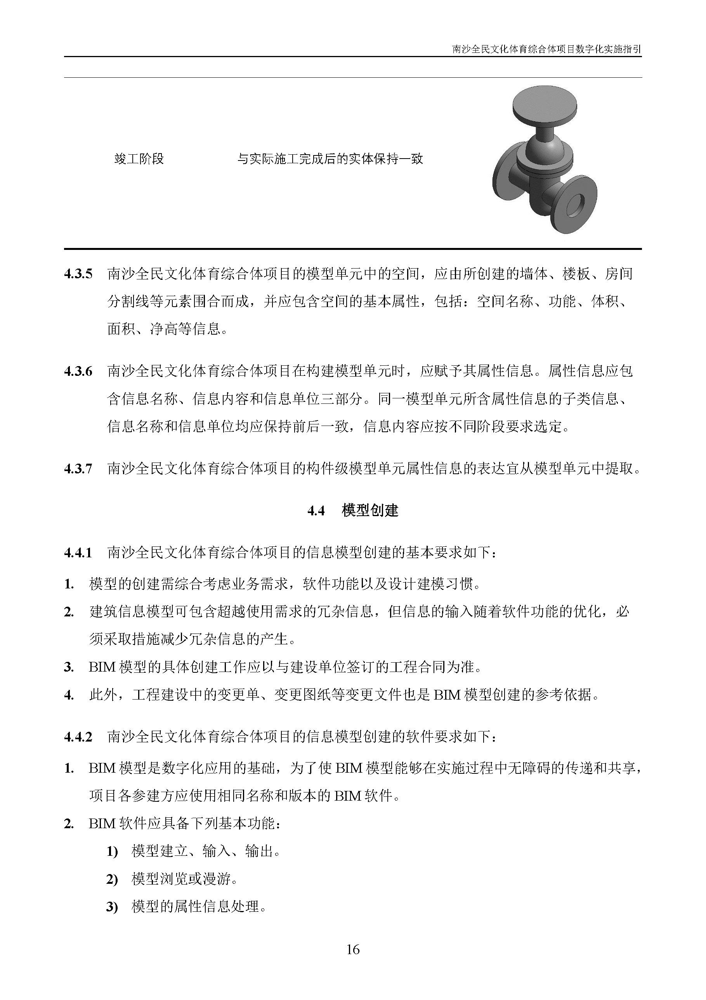 南沙全民文化体育综合体项目数字化实施指引
竣工阶段 与实际施工完成后的实体保持一致
4.3.5 南沙全民文化体育综合体项目的模型单元中的空间，应由所创建的墙体、楼板、房间
分割线等元素围合而成，并应包含空间的基本属性，包括：空间名称、功能、体积、
面积、净高等信息。
4.3.6 南沙全民文化体育综合体项目在构建模型单元时，应赋予其属性信息。属性信息应包
含信息名称、信息内容和信息单位三部分。同一模型单元所含属性信息的子类信息、
信息名称和信息单位均应保持前后一致，信息内容应按不同阶段要求选定。
4.3.7 南沙全民文化体育综合体项目的构件级模型单元属性信息的表达宜从模型单元中提取。
4.4 模型创建
4.4.1 南沙全民文化体育综合体项目的信息模型创建的基本要求如下：
1. 模型的创建需综合考虑业务需求，软件功能以及设计建模习惯。
2. 建筑信息模型可包含超越使用需求的冗杂信息，但信息的输入随着软件功能的优化，必
须采取措施减少冗杂信息的产生。
3. BIM 模型的具体创建工作应以与建设单位签订的工程合同为准。
4. 此外，工程建设中的变更单、变更图纸等变更文件也是 BIM 模型创建的参考依据。
4.4.2 南沙全民文化体育综合体项目的信息模型创建的软件要求如下：
1. BIM 模型是数字化应用的基础，为了使 BIM 模型能够在实施过程中无障碍的传递和共享，
项目各参建方应使用相同名称和版本的 BIM 软件。
2. BIM 软件应具备下列基本功能：
1) 模型建立、输入、输出。
2) 模型浏览或漫游。
3) 模型的属性信息处理。
16